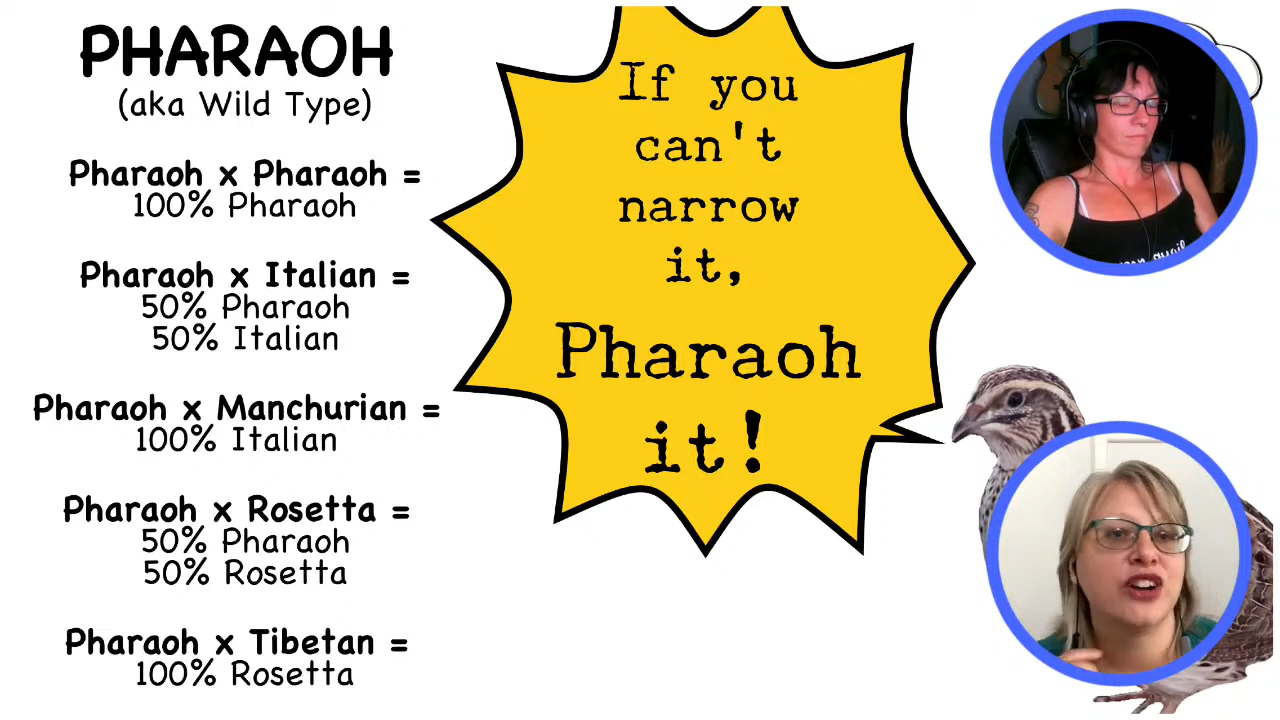 PHARAOH
(aka Wild Type)
Pharaoh x Pharaoh =
100% Pharaoh
Pharaoh x Italian =
50% Pharaoh
50% Italian
Pharaoh x Manchurian =
100% Italian
Pharaoh x Rosetta =
50% Pharaoh
50% Rosetta
Pharaoh x Tibetan =
100% Rosetta
If you
can't
narrow
it,
Pharaoh
it!